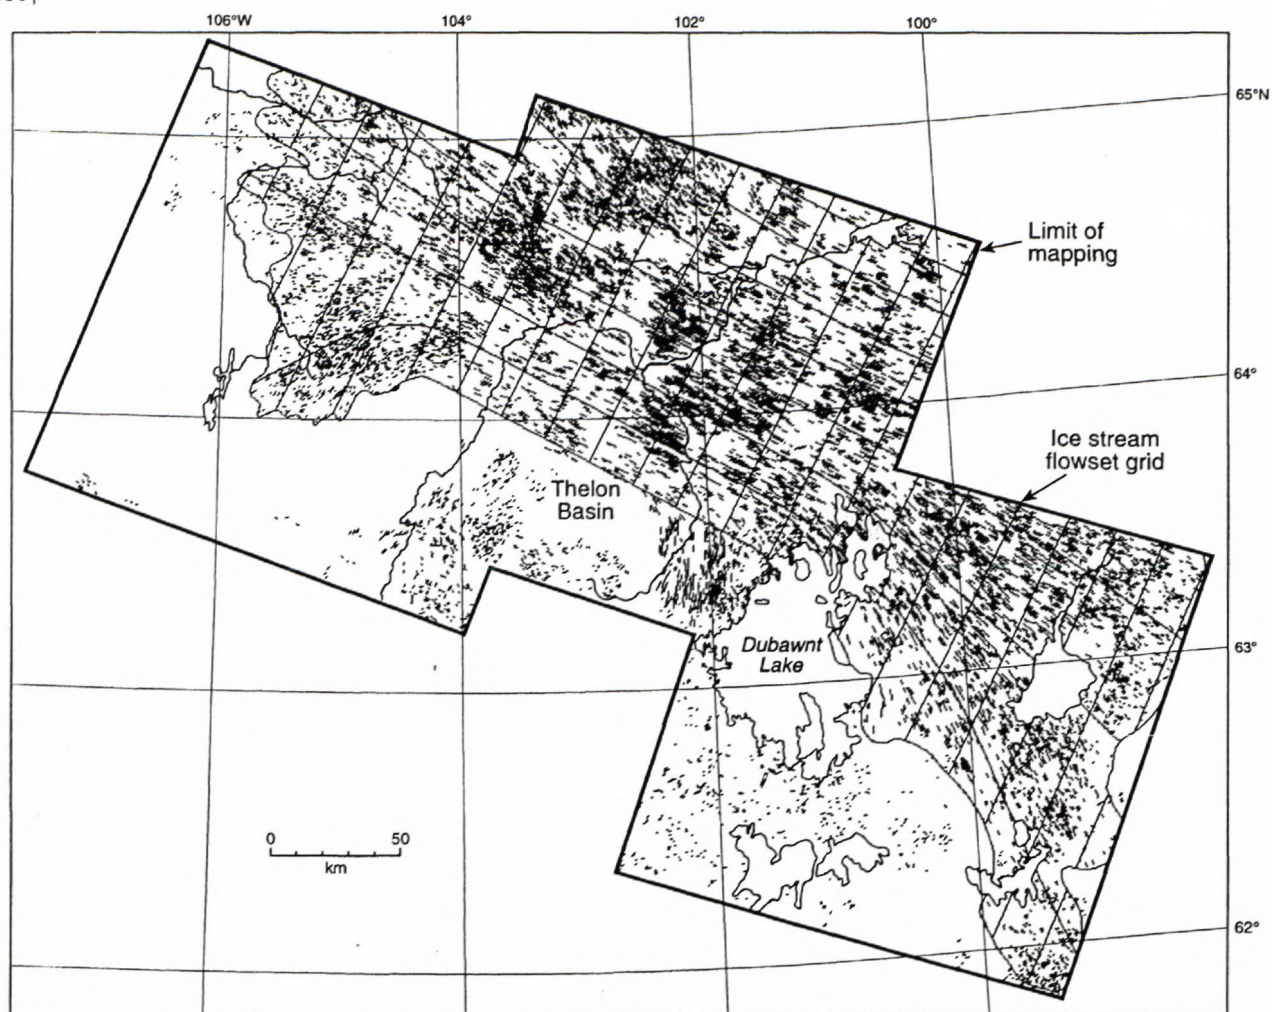 106°W 104° 102° 100°
65°N
Limit of
mapping
64°
Ice stream
flowset grid
Thelon
Basin
Dubawnt
Lake
63°
0 50
km
62°